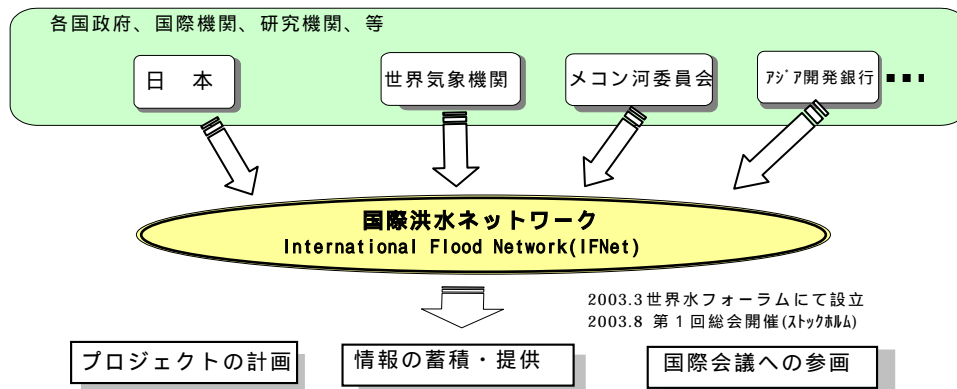 各国政府、国際機関、研究機関、等
日　本
世界気象機関
メコン河委員会
ｱｼﾞｱ開発銀行
国際洪水ネットワーク
International Flood Network(IFNet)
2003.3世界水フォーラムにて設立
2003.8 第１回総会開催(ｽﾄｯｸﾎﾙﾑ)
プロジェクトの計画
情報の蓄積・提供
国際会議への参画